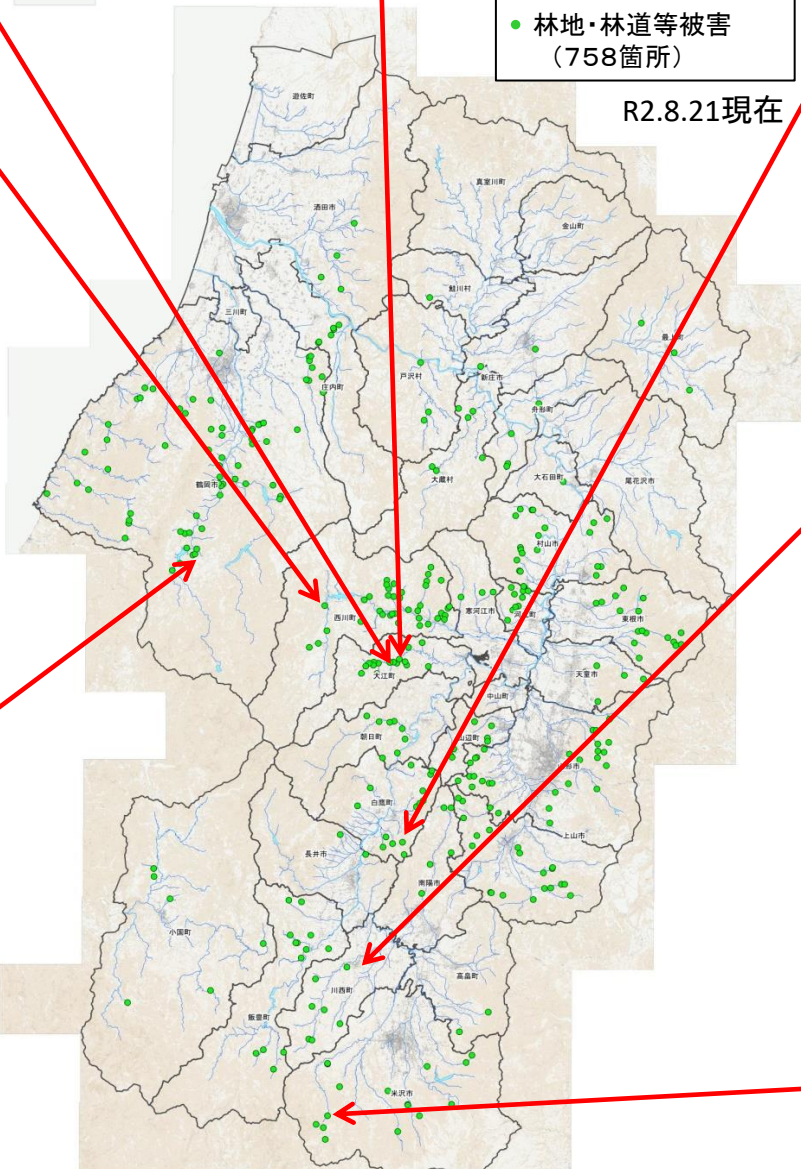 ● 林地・林道等被害
（758箇所）
R2.8.21現在
遊佐町
真室川町
酒田市
金山町
鮭川村
三川町
最上町
戸沢村
新庄市
庄内町
舟形町
鶴岡市
大蔵村
大石田町
尾花沢市
村山市
西川町
寒河江市
河北町
東根市
大江町
天童市
中山町
朝日町
山辺町
山形市
白鷹町
上山市
長井市
南陽市
小国町
高畠町
川西町
飯豊町
米沢市